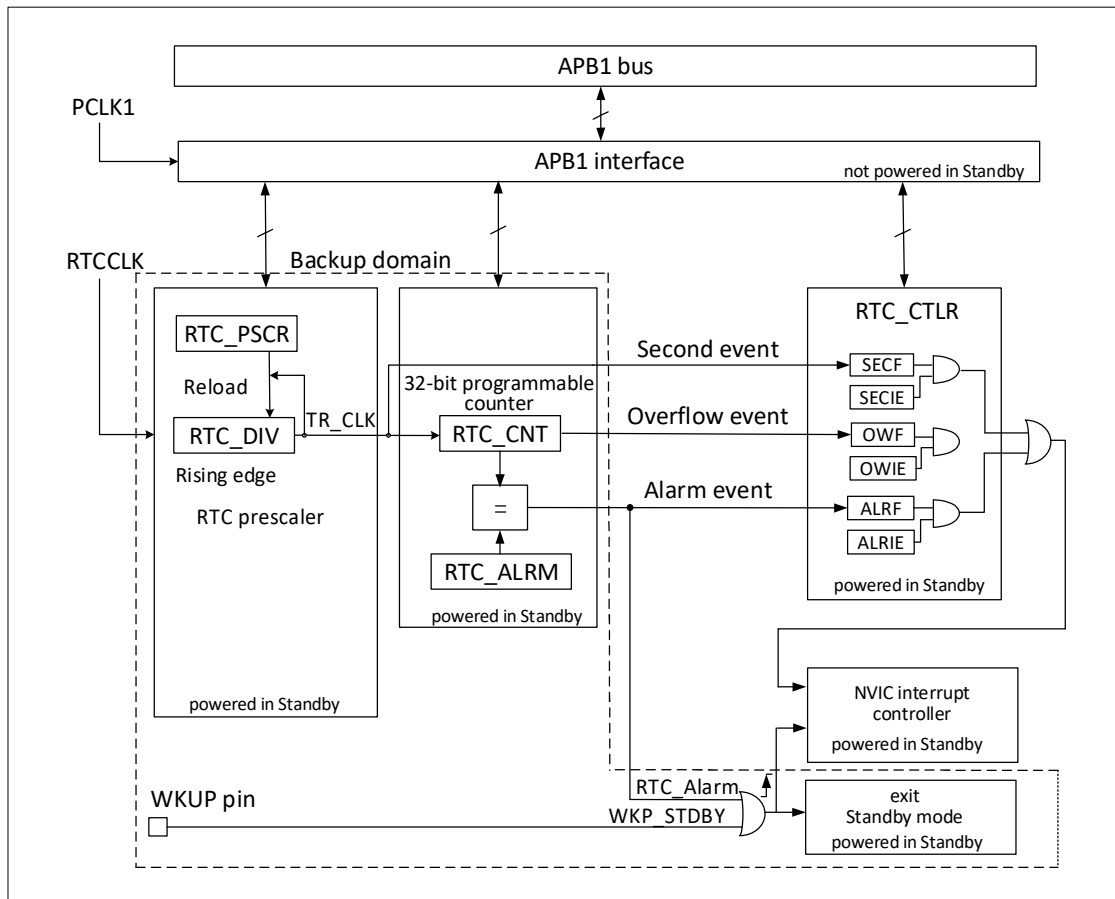 APB1 bus
PCLK1
APB1 interface
not powered in Standby
RTCCLK
Backup domain
RTC_PSCR
Reload
RTC_DIV
TR_CLK
Rising edge
RTC prescaler
powered in Standby
32-bit programmable
counter
RTC_CNT
=
RTC_ALRM
powered in Standby
Second event
Overflow event
Alarm event
RTC_CTLR
SECF
SECIE
OWF
OWIE
ALRF
ALRIE
powered in Standby
NVIC interrupt
controller
powered in Standby
RTC_Alarm
WKUP pin
WKP_STDBY
exit
Standby mode
powered in Standby